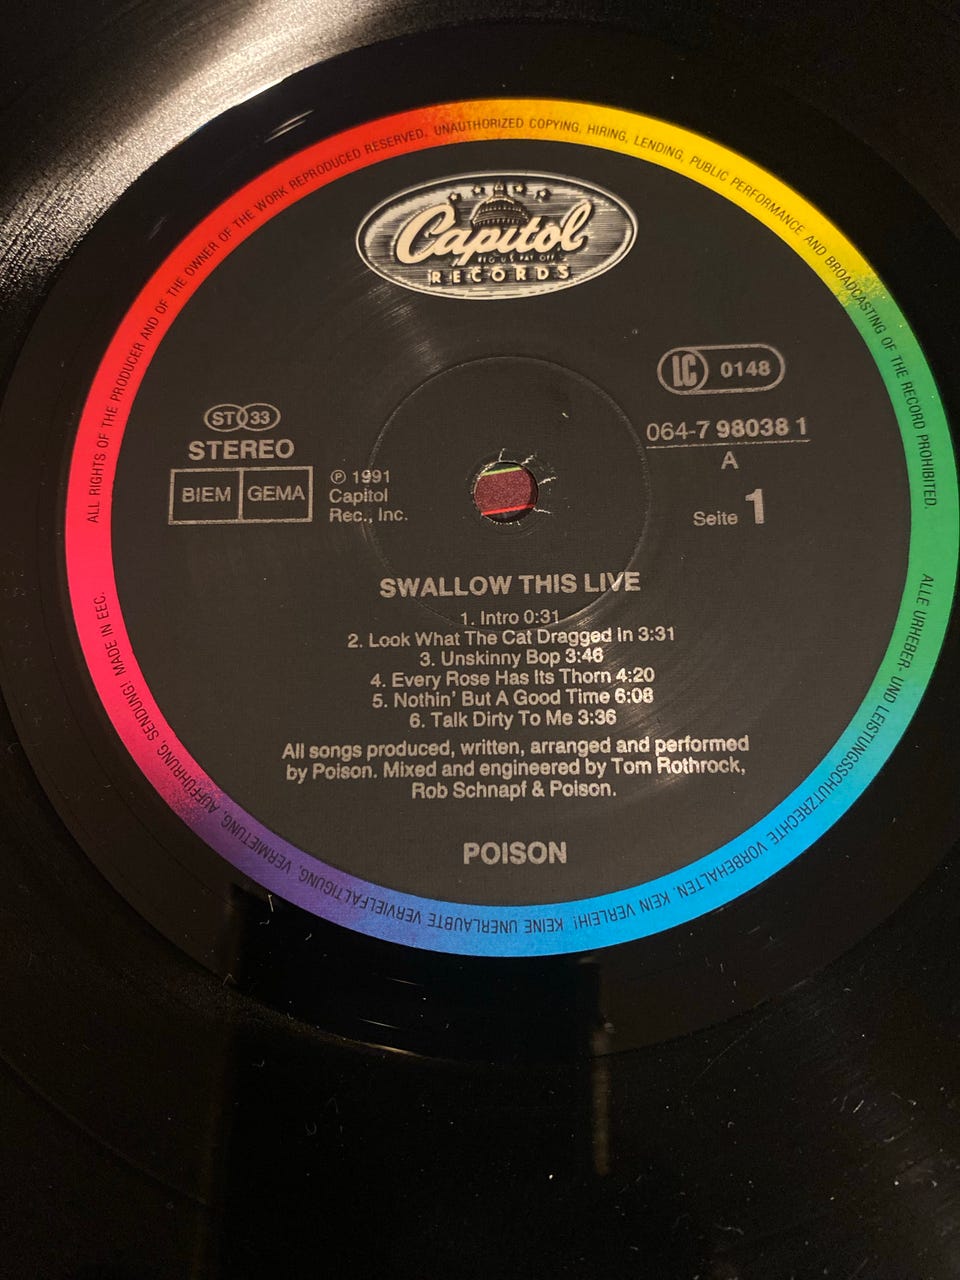 ALL RIGHTS OF THE PRODUCER AND OF THE OWNER OF THE WORK REPRODUCED RESERVED. UNAUTHORIZED COPYING, HIRING, LENDING, PUBLIC PERFORMANCE AND BROADCASTING OF THE RECORD PROHIBITED.
Capitol
REG. U.S. PAT. OFF.
RECORDS
LC 0148
064-7 98038 1
A
Seite 1
ST 33
STEREO
BIEM GEMA
℗ 1991
Capitol
Rec., Inc.
SWALLOW THIS LIVE
1. Intro 0:31
2. Look What The Cat Dragged In 3:31
3. Unskinny Bop 3:46
4. Every Rose Has Its Thorn 4:20
5. Nothin' But A Good Time 6:08
6. Talk Dirty To Me 3:36
All songs produced, written, arranged and performed
by Poison. Mixed and engineered by Tom Rothrock,
Rob Schnapf & Poison.
POISON
ALLE URHEBER- UND LEISTUNGSSCHUTZRECHTE VORBEHALTEN. KEIN VERLEIH! KEINE UNERLAUBTE VERVIELFÄLTIGUNG, VERMIETUNG, AUFFÜHRUNG, SENDUNG! MADE IN EEC.